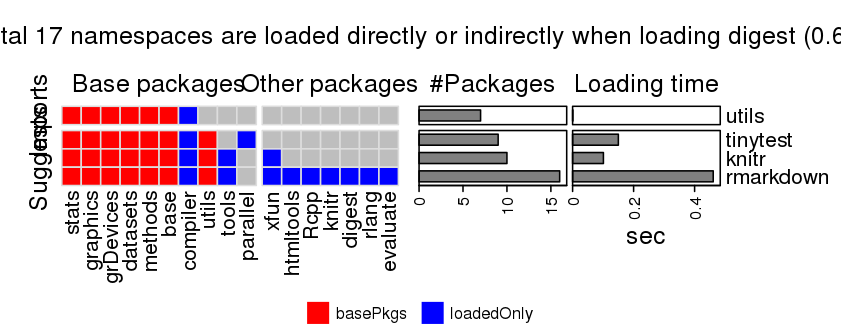 tal 17 namespaces are loaded directly or indirectly when loading digest (0.6
Base packages Other packages #Packages Loading time
Imports
Suggests
utils
tinytest
knitr
rmarkdown
stats
graphics
grDevices
datasets
methods
base
compiler
utils
tools
parallel
xfun
htmltools
Rcpp
knitr
digest
rlang
evaluate
0 5 10 15
0 0.2 0.4
sec
basePkgs loadedOnly